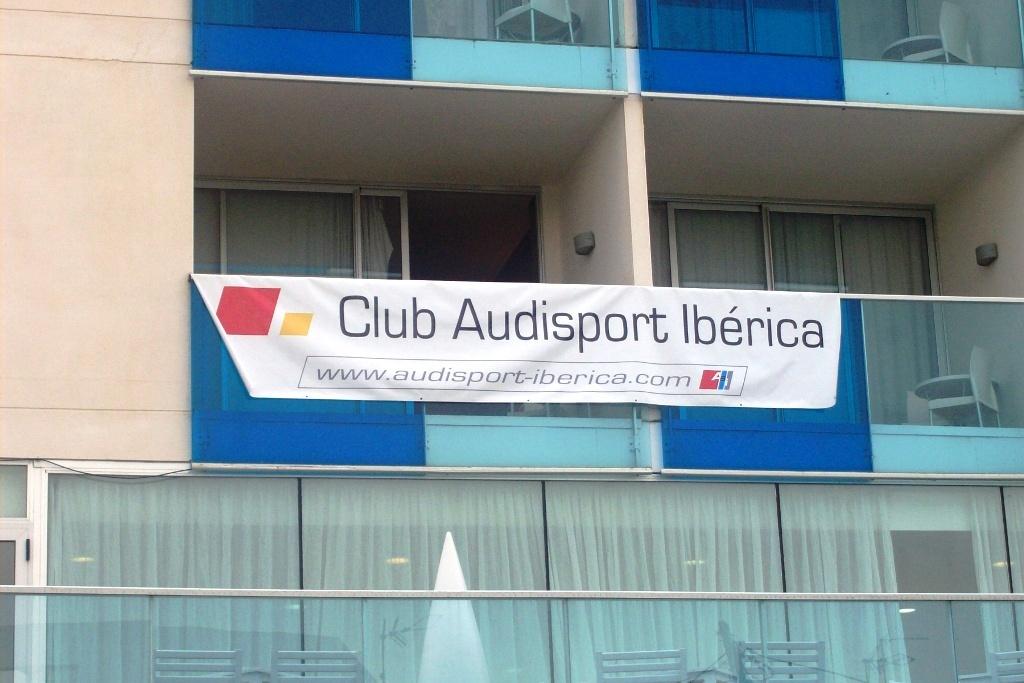 Club Audisport Ibérica
www.audisport-iberica.com